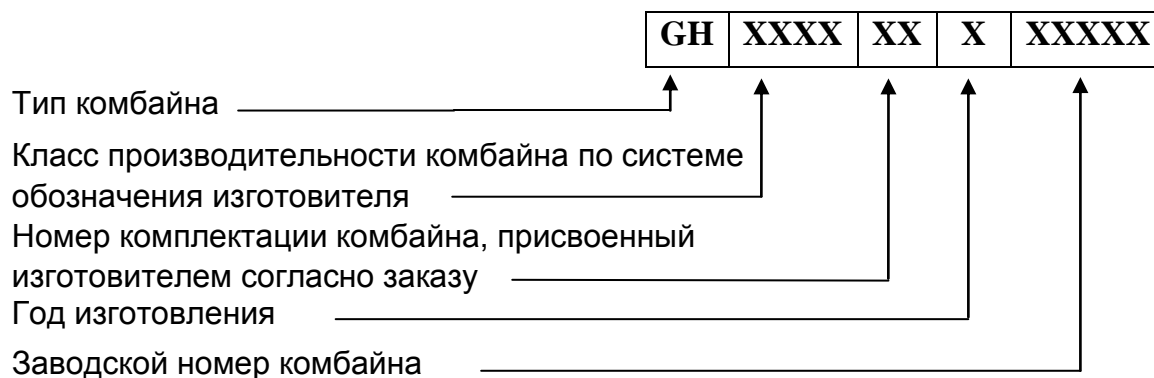 GH XXXX XX X XXXXX
Тип комбайна
Класс производительности комбайна по системе
обозначения изготовителя
Номер комплектации комбайна, присвоенный
изготовителем согласно заказу
Год изготовления
Заводской номер комбайна